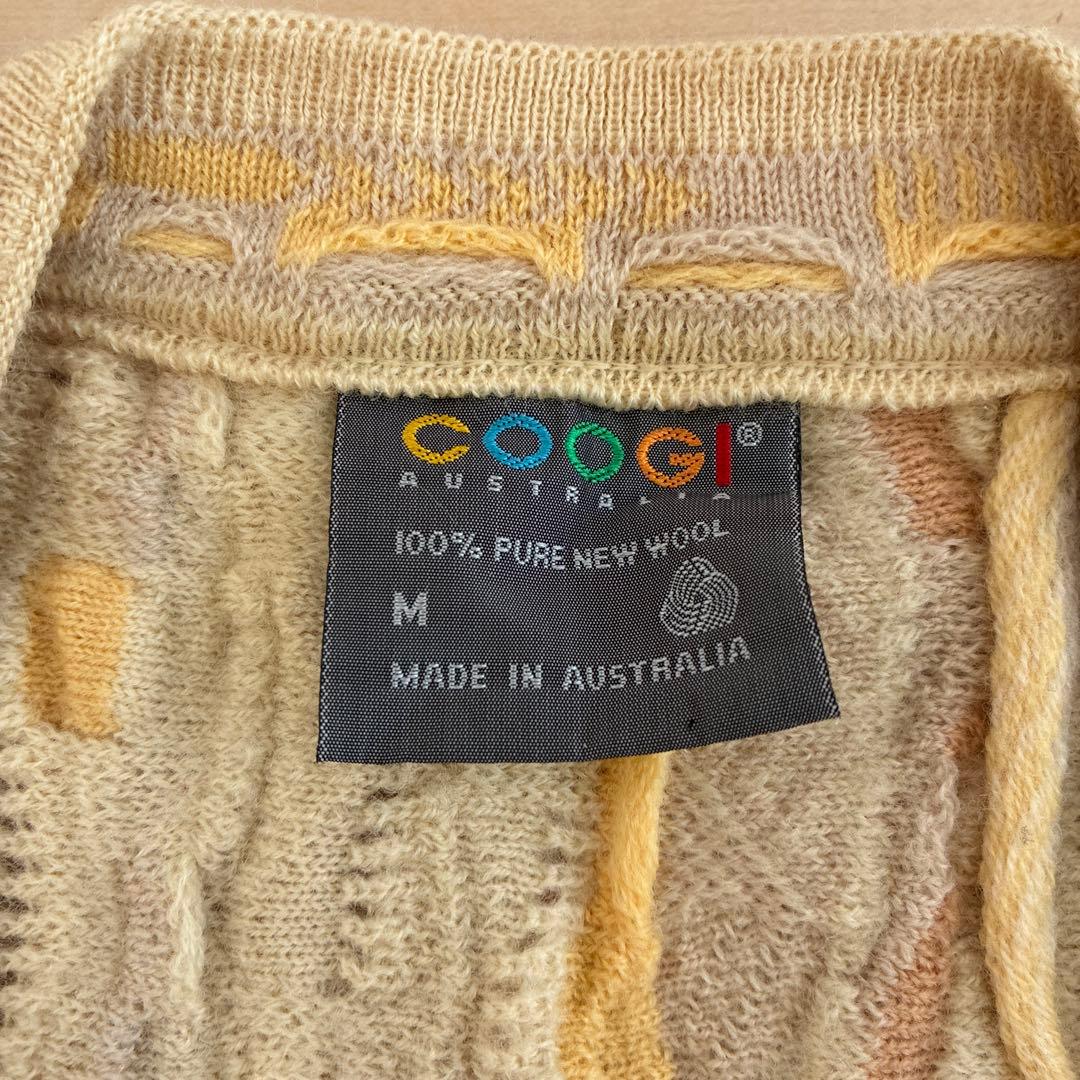 COOGI®
AUSTRALIA
100% PURE NEW WOOL
M
MADE IN AUSTRALIA